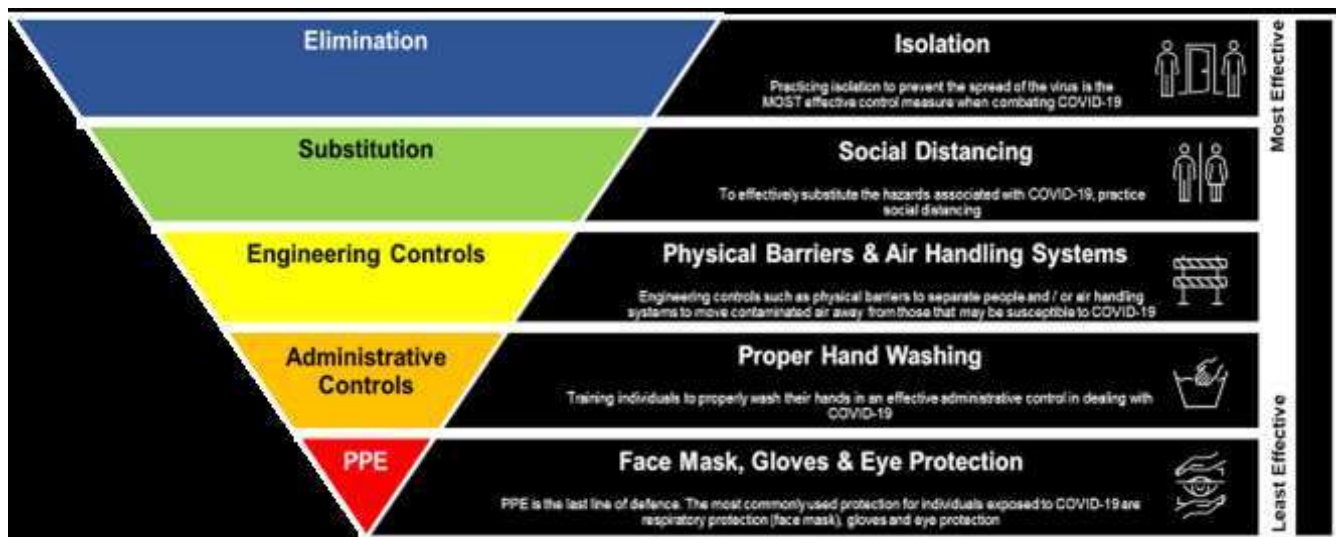 Elimination
Isolation
Practicing isolation to prevent the spread of the virus is the
MOST effective control measure when combating COVID-19
Most Effective
Substitution
Social Distancing
To effectively substitute the hazards associated with COVID-19, practice
social distancing
Engineering Controls
Physical Barriers & Air Handling Systems
Engineering controls such as physical barriers to separate people and / or air handling
systems to move contaminated air away from those that may be susceptible to COVID-19
Administrative
Controls
Proper Hand Washing
Training individuals to properly wash their hands in an effective administrative control in dealing with
COVID-19
PPE
Face Mask, Gloves & Eye Protection
PPE is the last line of defence. The most commonly used protection for individuals exposed to COVID-19 are
respiratory protection (face mask), gloves and eye protection
Least Effective